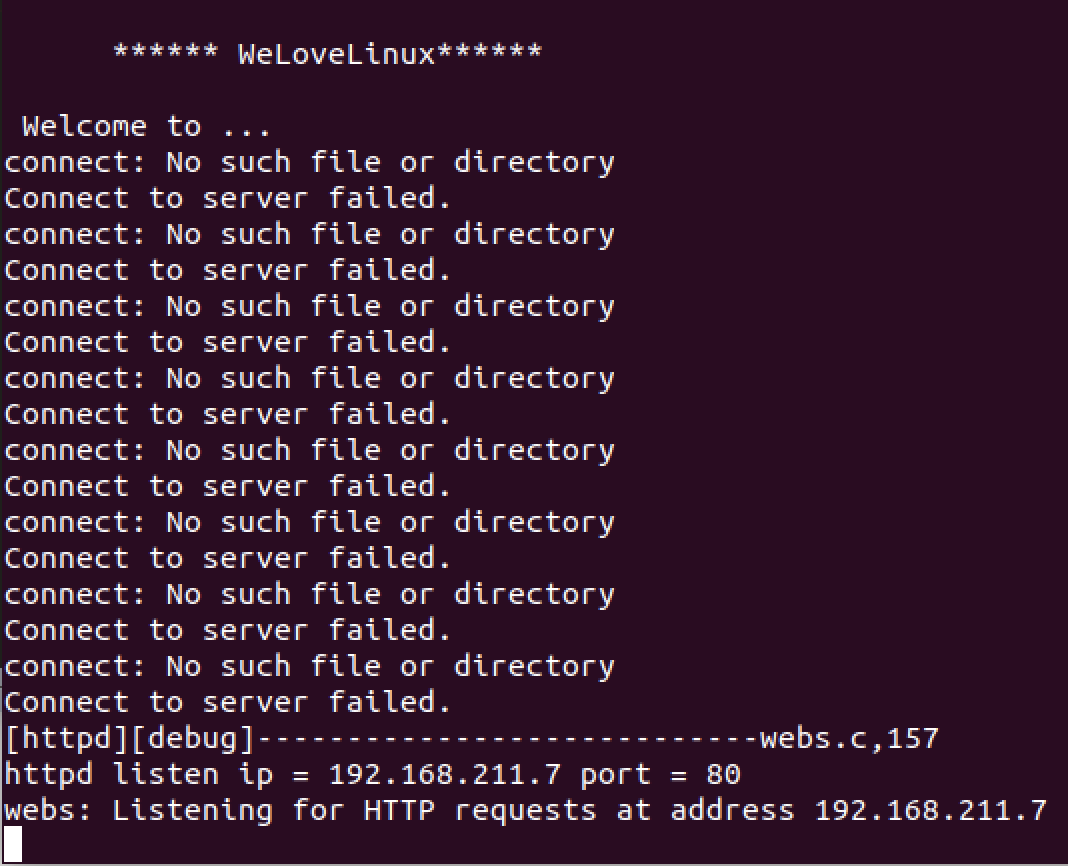 ****** WeLoveLinux******
Welcome to ...
connect: No such file or directory
Connect to server failed.
connect: No such file or directory
Connect to server failed.
connect: No such file or directory
Connect to server failed.
connect: No such file or directory
Connect to server failed.
connect: No such file or directory
Connect to server failed.
connect: No such file or directory
Connect to server failed.
connect: No such file or directory
Connect to server failed.
connect: No such file or directory
Connect to server failed.
[httpd][debug]----------------------------webs.c,157
httpd listen ip = 192.168.211.7 port = 80
webs: Listening for HTTP requests at address 192.168.211.7